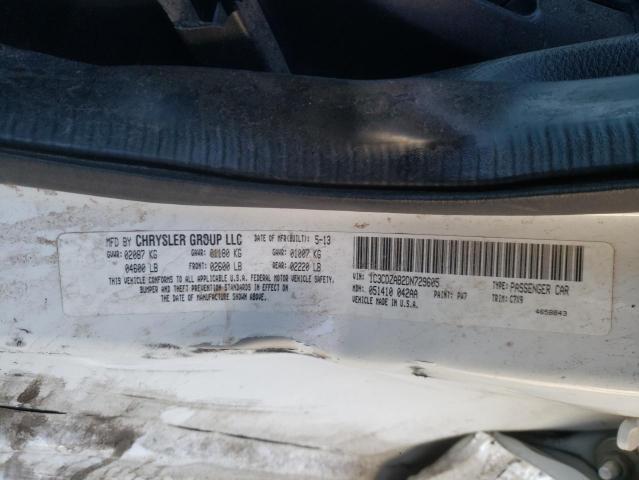 MFD BY CHRYSLER GROUP LLC DATE OF MFR(BUILT): 5-13
GVWR: 02087 KG GAWR: 01180 KG GAWR: 01007 KG
04600 LB FRONT: 02600 LB REAR: 02220 LB
THIS VEHICLE CONFORMS TO ALL APPLICABLE U.S.A. FEDERAL MOTOR VEHICLE SAFETY,
BUMPER AND THEFT PREVENTION STANDARDS IN EFFECT ON
THE DATE OF MANUFACTURE SHOWN ABOVE.
VIN: 1C3CDZAB2DN729605 TYPE: PASSENGER CAR
MDH: 051410 042AA PAINT: PW7 TRIM: C7X9
VEHICLE MADE IN U.S.A. 4658843